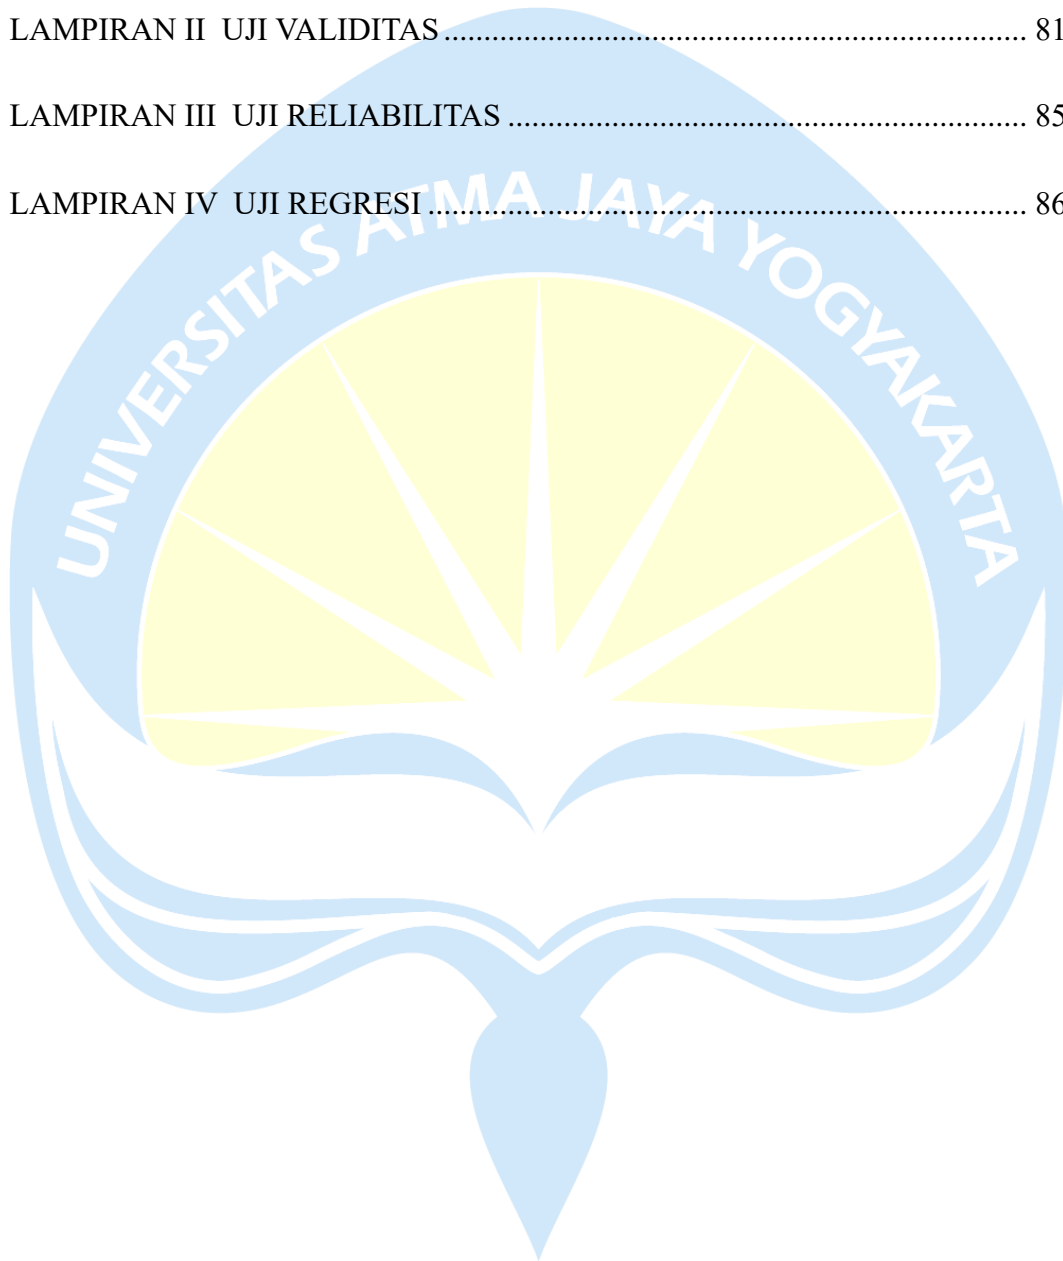 LAMPIRAN II  UJI VALIDITAS ........................................................................ 81
LAMPIRAN III  UJI RELIABILITAS ................................................................ 85
LAMPIRAN IV  UJI REGRESI .......................................................................... 86
UNIVERSITAS ATMA JAYA YOGYAKARTA